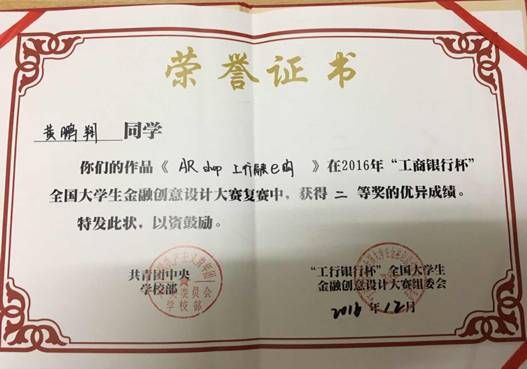 荣誉证书
黄鹏翔 同学
你们的作品《 AR shop 上行融e购 》在2016年“工商银行杯”
全国大学生金融创意设计大赛复赛中,获得 二 等奖的优异成绩。
特发此状,以资鼓励。
共青团中央
学校部
“工行银行杯”全国大学生
金融创意设计大赛组委会
年12月